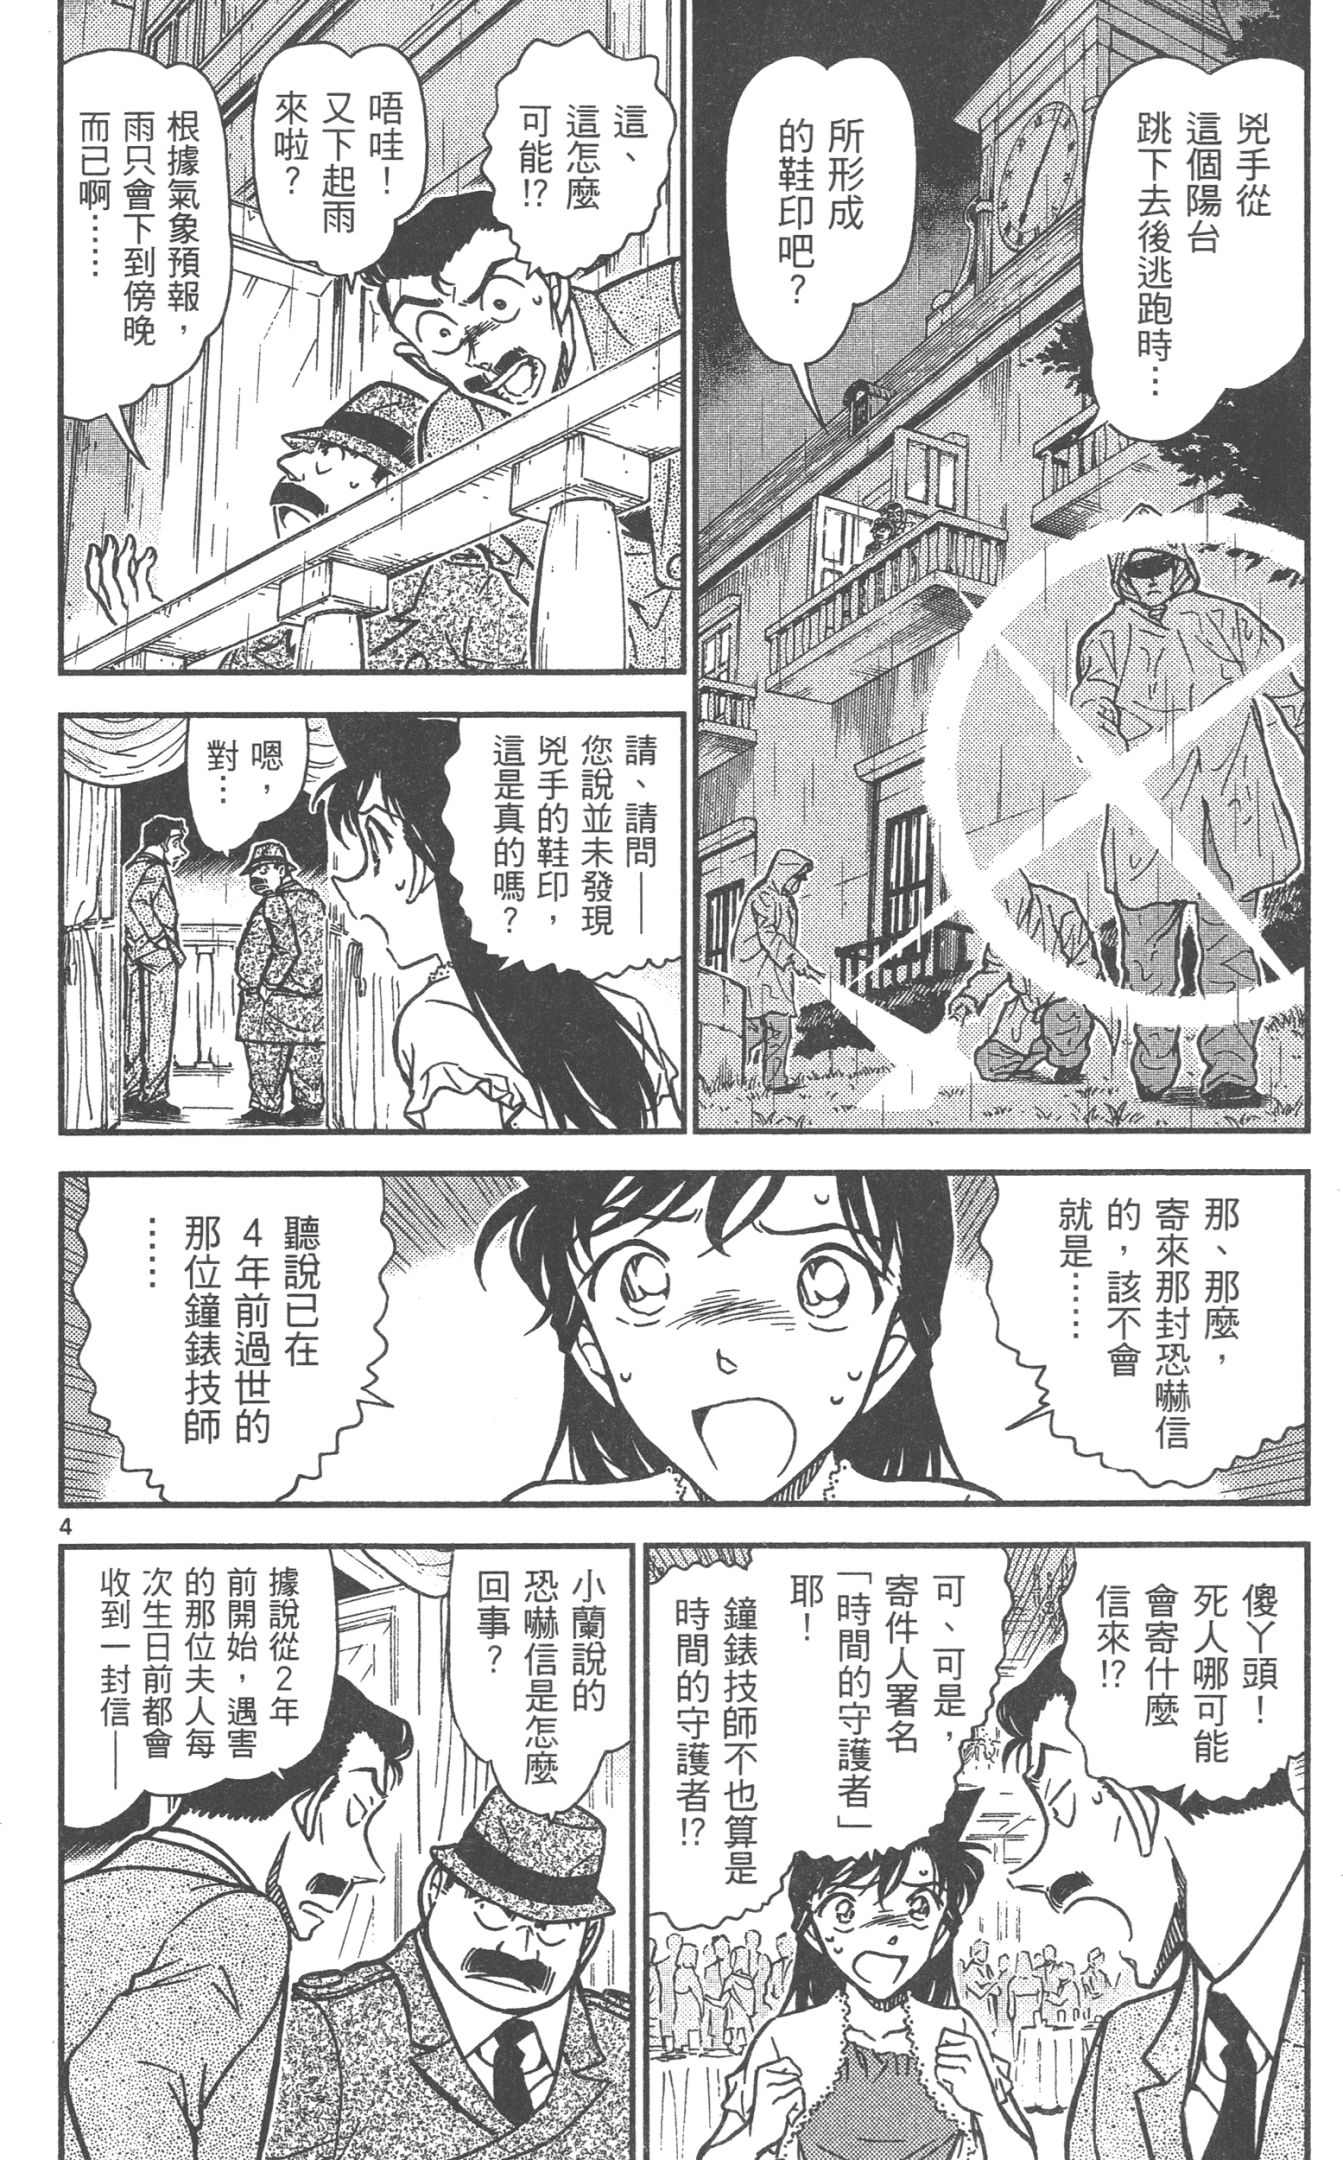 兇手從
這個陽台
跳下去後逃跑時…
所形成
的鞋印吧？
這、
這怎麼
可能!?
唔哇！
又下起雨
來啦？
根據氣象預報，
雨只會下到傍晚
而已啊……
請、請問——
您說並未發現
兇手的鞋印，
這是真的嗎？
嗯，
對…
那、那麼，
寄來那封恐嚇信
的，該不會
就是……
聽說已在
4年前過世的
那位鐘錶技師
……
4
傻丫頭！
死人哪可能
會寄什麼
信來!?
可、可是，
寄件人署名
「時間的守護者」
耶！
鐘錶技師不也算是
時間的守護者!?
小蘭說的
恐嚇信是怎麼
回事？
據說從2年
前開始，遇害
的那位夫人每
次生日前都會
收到一封信——